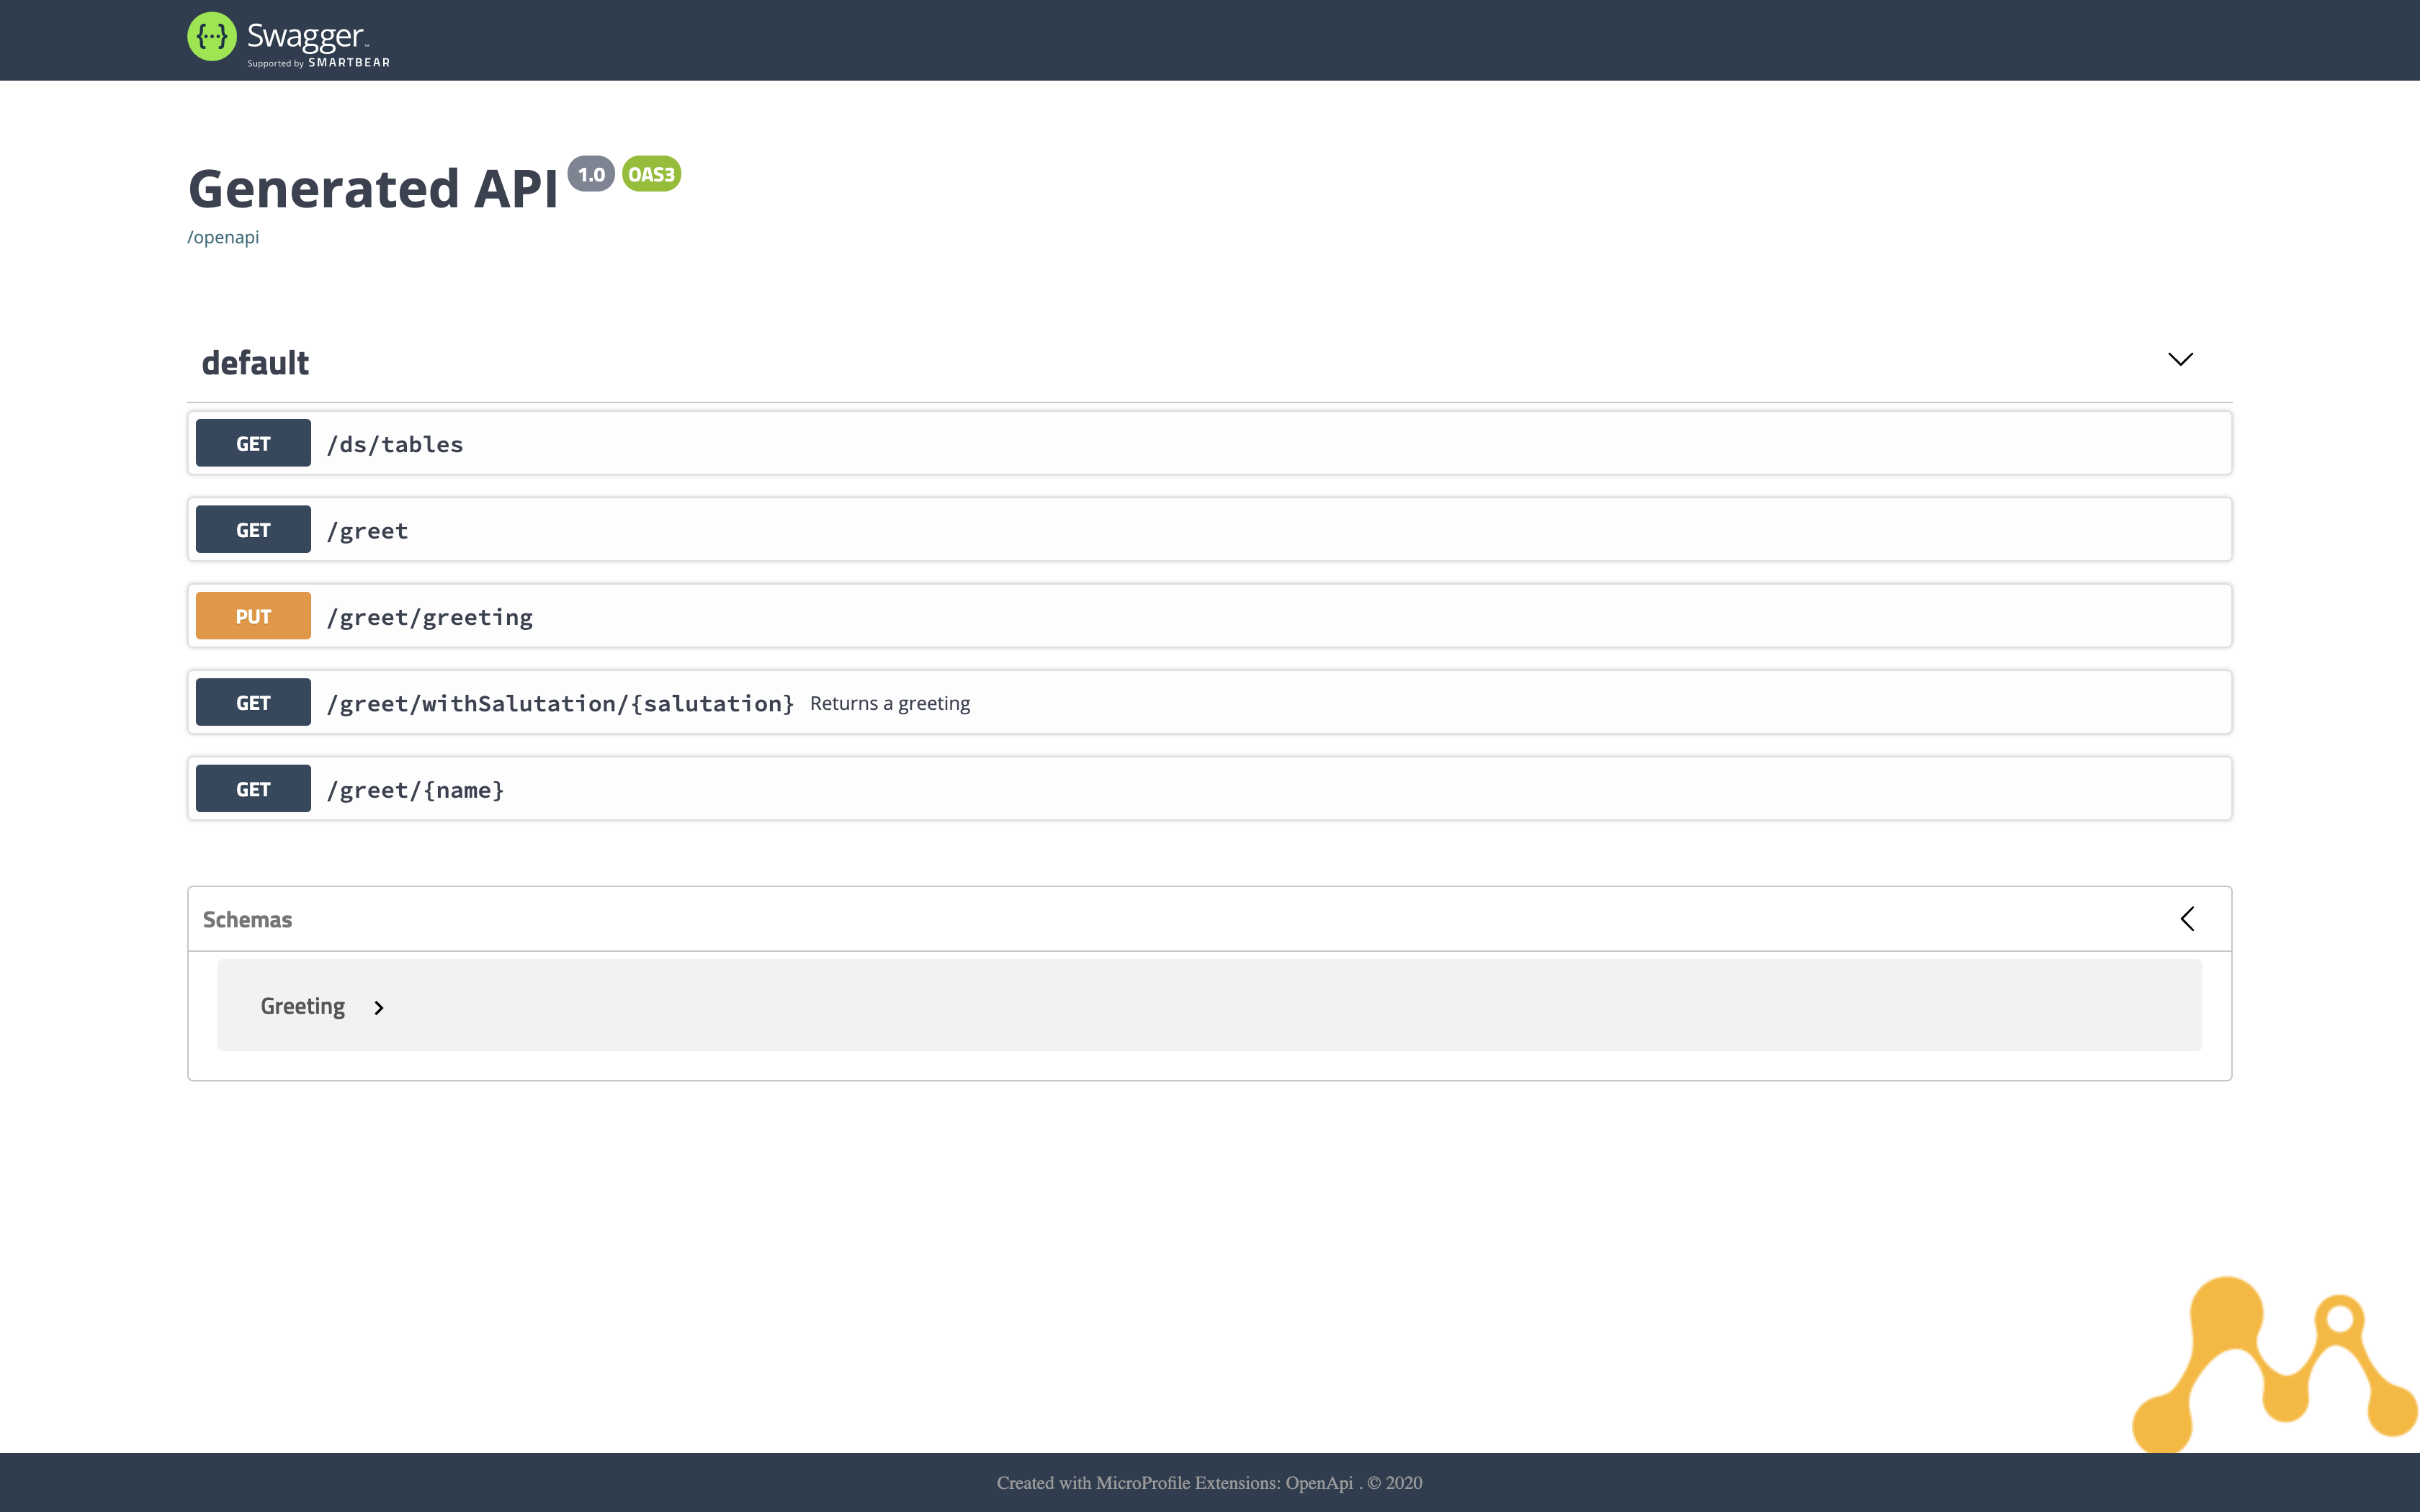 {···} Swagger™
Supported by SMARTBEAR
Generated API 1.0 OAS3
/openapi
default
GET /ds/tables
GET /greet
PUT /greet/greeting
GET /greet/withSalutation/{salutation} Returns a greeting
GET /greet/{name}
Schemas
Greeting
Created with MicroProfile Extensions: OpenApi . © 2020